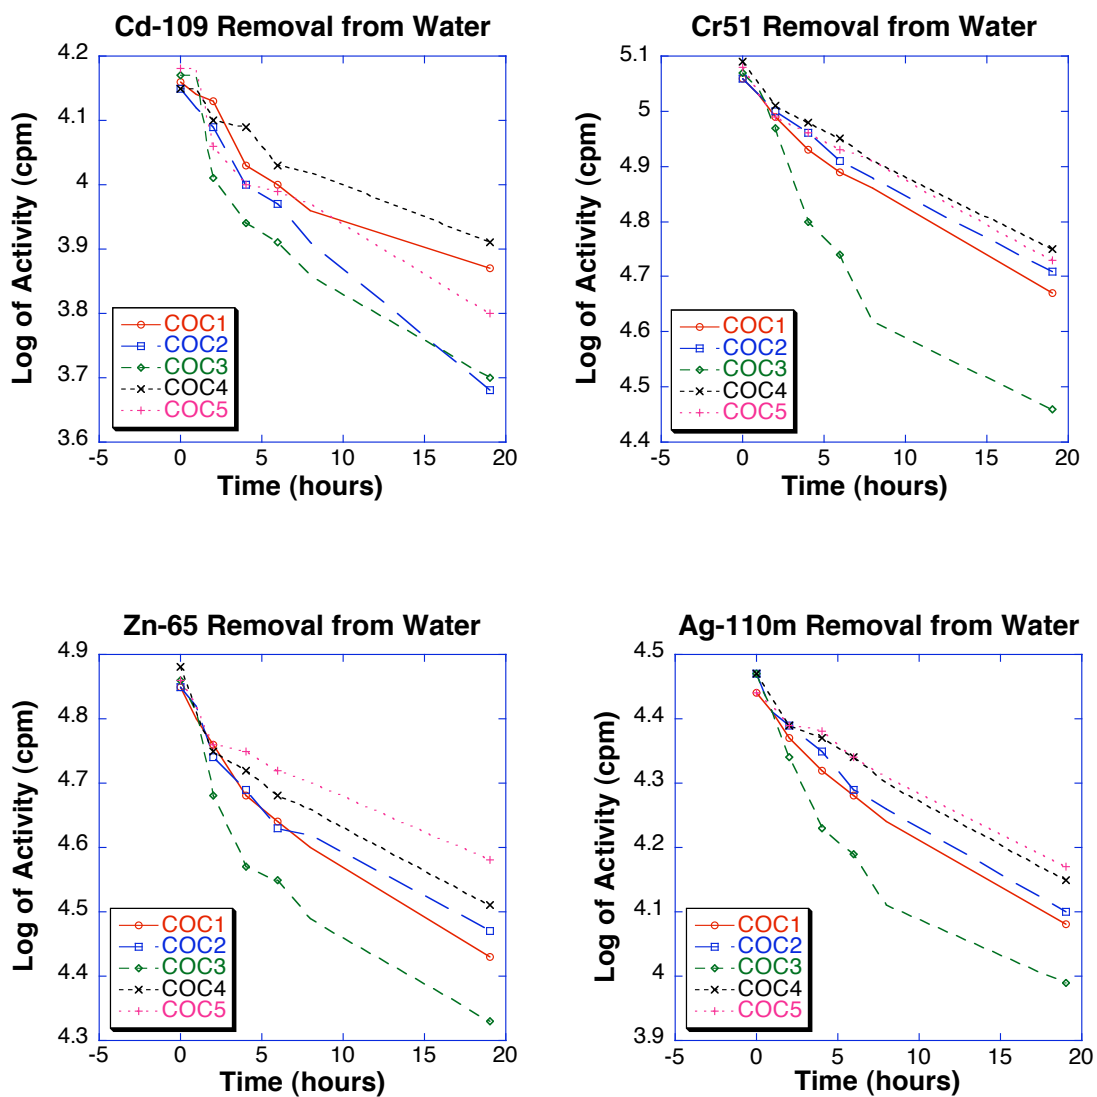 Cd-109 Removal from Water
4.2
4.1
4
3.9
3.8
3.7
3.6
Log of Activity (cpm)
COC1
COC2
COC3
COC4
COC5
-5 0 5 10 15 20
Time (hours)
Cr51 Removal from Water
5.1
5
4.9
4.8
4.7
4.6
4.5
4.4
Log of Activity (cpm)
COC1
COC2
COC3
COC4
COC5
-5 0 5 10 15 20
Time (hours)
Zn-65 Removal from Water
4.9
4.8
4.7
4.6
4.5
4.4
4.3
Log of Activity (cpm)
COC1
COC2
COC3
COC4
COC5
-5 0 5 10 15 20
Time (hours)
Ag-110m Removal from Water
4.5
4.4
4.3
4.2
4.1
4
3.9
Log of Activity (cpm)
COC1
COC2
COC3
COC4
COC5
-5 0 5 10 15 20
Time (hours)